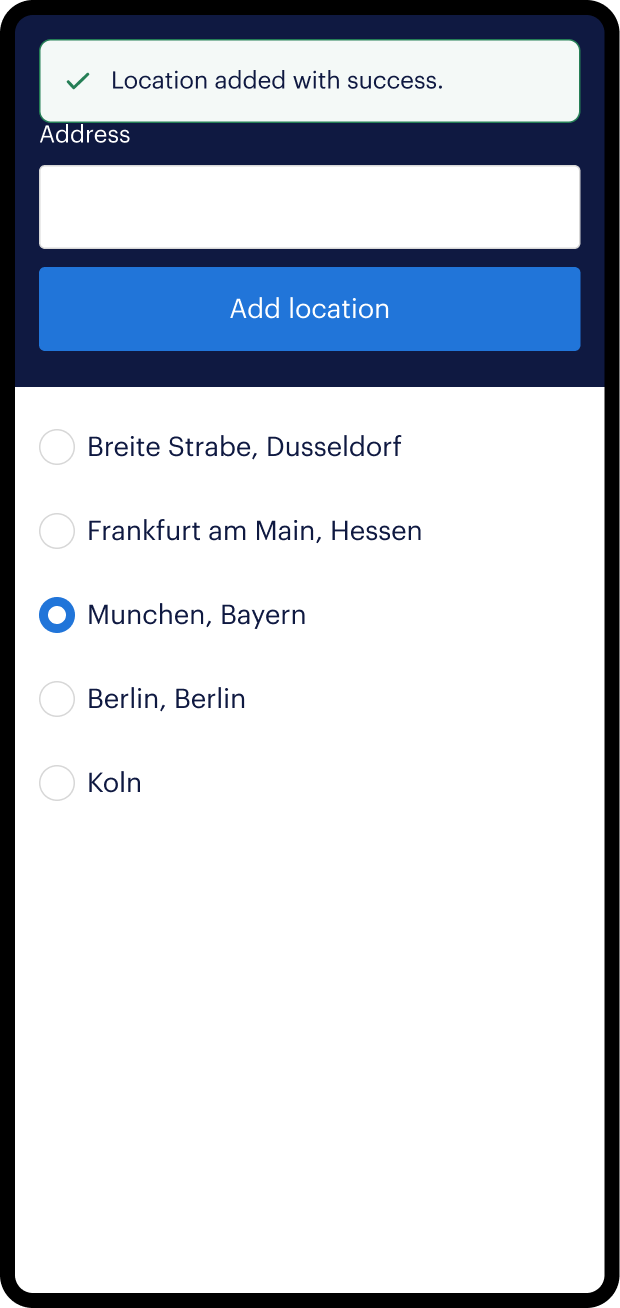 Location added with success.
Address
Add location
Breite Strabe, Dusseldorf
Frankfurt am Main, Hessen
Munchen, Bayern
Berlin, Berlin
Koln